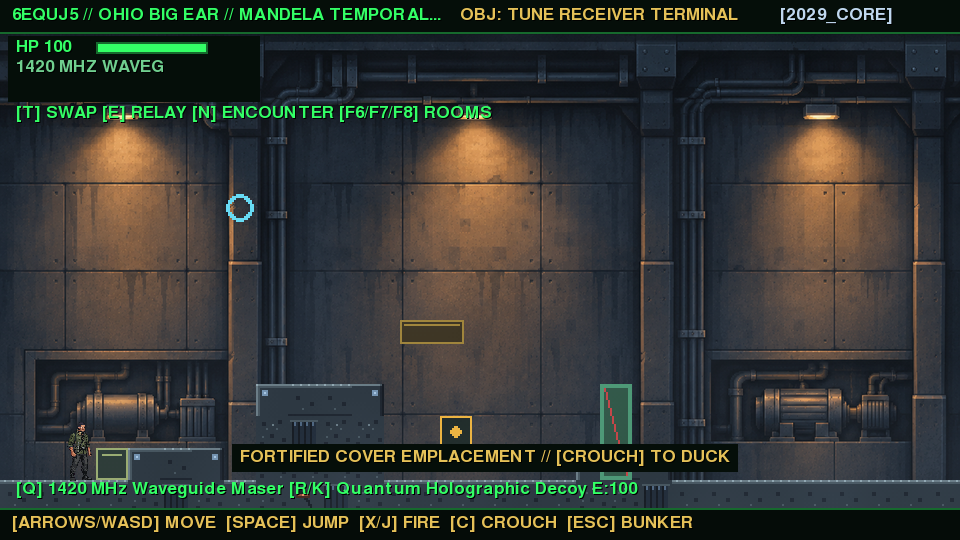 6EQUJ5 // OHIO BIG EAR // MANDELA TEMPORAL... OBJ: TUNE RECEIVER TERMINAL [2029_CORE]
HP 100
1420 MHZ WAVEG
[T] SWAP [E] RELAY [N] ENCOUNTER [F6/F7/F8] ROOMS
FORTIFIED COVER EMPLACEMENT // [CROUCH] TO DUCK
[Q] 1420 MHz Waveguide Maser [R/K] Quantum Holographic Decoy E:100
[ARROWS/WASD] MOVE [SPACE] JUMP [X/J] FIRE [C] CROUCH [ESC] BUNKER